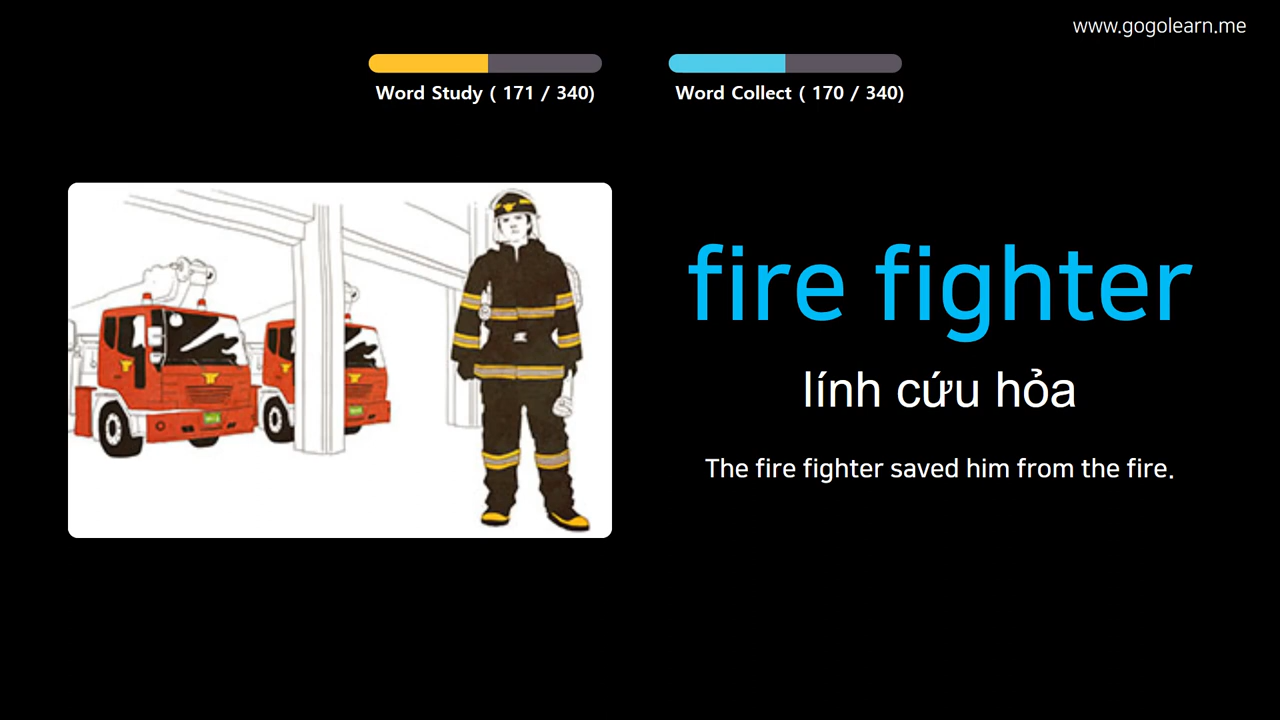 www.gogolearn.me
Word Study ( 171 / 340)
Word Collect ( 170 / 340)
fire fighter
lính cứu hỏa
The fire fighter saved him from the fire.